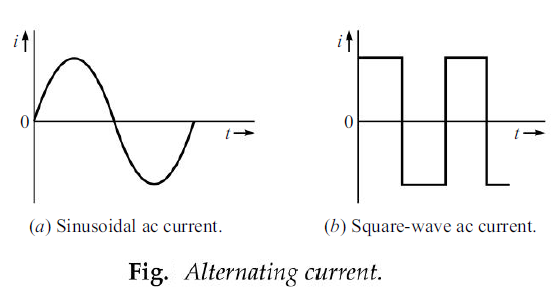 i
i
0
t
0
t
(a) Sinusoidal ac current.
(b) Square-wave ac current.
Fig. Alternating current.